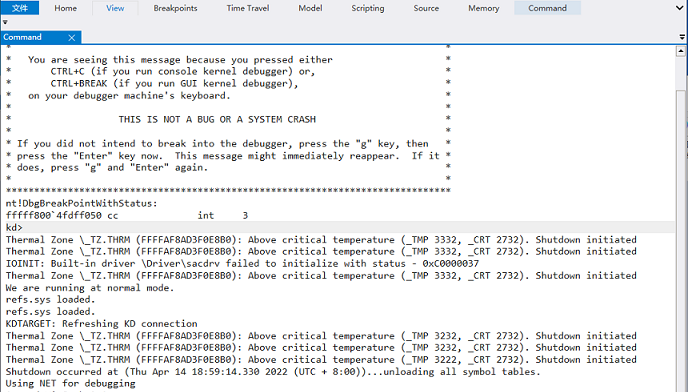 文件 Home View Breakpoints Time Travel Model Scripting Source Memory Command
Command X
* *
* You are seeing this message because you pressed either *
* CTRL+C (if you run console kernel debugger) or, *
* CTRL+BREAK (if you run GUI kernel debugger), *
* on your debugger machine's keyboard. *
* *
* THIS IS NOT A BUG OR A SYSTEM CRASH *
* *
* If you did not intend to break into the debugger, press the "g" key, then *
* press the "Enter" key now. This message might immediately reappear. If it *
* does, press "g" and "Enter" again. *
* *
*******************************************************************************
nt!DbgBreakPointWithStatus:
fffff800`4fdff050 cc int 3
kd>
Thermal Zone \_TZ.THRM (FFFFAF8AD3F0E8B0): Above critical temperature (_TMP 3332, _CRT 2732). Shutdown initiated
Thermal Zone \_TZ.THRM (FFFFAF8AD3F0E8B0): Above critical temperature (_TMP 3332, _CRT 2732). Shutdown initiated
IOINIT: Built-in driver \Driver\sacdrv failed to initialize with status - 0xC0000037
Thermal Zone \_TZ.THRM (FFFFAF8AD3F0E8B0): Above critical temperature (_TMP 3232, _CRT 2732). Shutdown initiated
We are running at normal mode.
refs.sys loaded.
refs.sys loaded.
KDTARGET: Refreshing KD connection
Thermal Zone \_TZ.THRM (FFFFAF8AD3F0E8B0): Above critical temperature (_TMP 3232, _CRT 2732). Shutdown initiated
Thermal Zone \_TZ.THRM (FFFFAF8AD3F0E8B0): Above critical temperature (_TMP 3232, _CRT 2732). Shutdown initiated
Thermal Zone \_TZ.THRM (FFFFAF8AD3F0E8B0): Above critical temperature (_TMP 3222, _CRT 2732). Shutdown initiated
Shutdown occurred at (Thu Apr 14 18:59:14.330 2022 (UTC + 8:00))...unloading all symbol tables.
Using NET for debugging